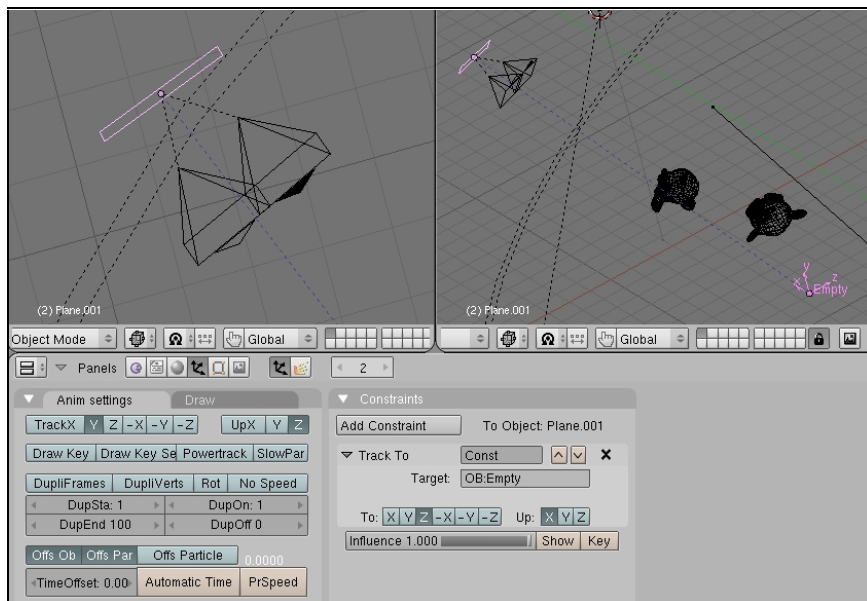 (2) Plane.001
y z
x
Empty
(2) Plane.001
Object Mode Global
Global
Panels 2
Anim settings Draw
TrackX Y Z -X -Y -Z UpX Y Z
Draw Key Draw Key Se Powertrack SlowPar
DupliFrames DupliVerts Rot No Speed
DupSta: 1 DupOn: 1
DupEnd 100 DupOff 0
Offs Ob Offs Par Offs Particle 0.0000
TimeOffset: 0.00 Automatic Time PrSpeed
Constraints
Add Constraint To Object: Plane.001
Track To Const
Target: OB:Empty
To: X Y Z -X -Y -Z Up: X Y Z
Influence 1.000 Show Key